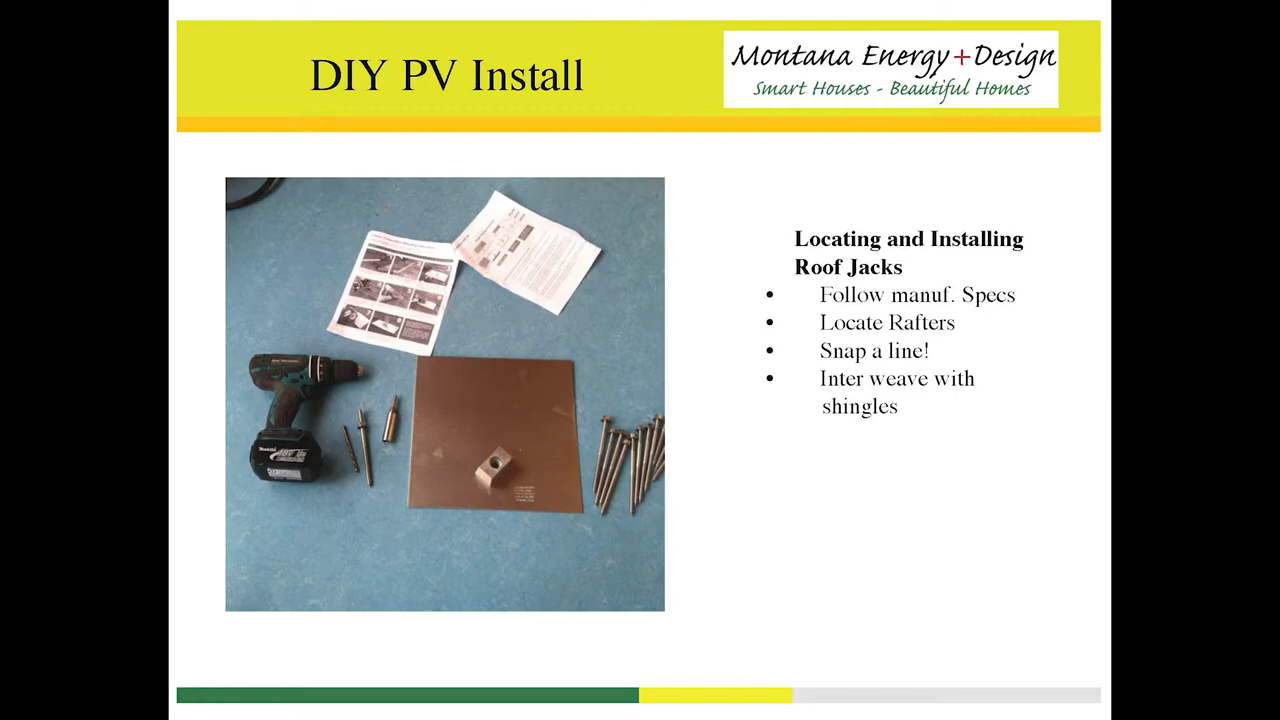 DIY PV Install
Montana Energy+Design
Smart Houses - Beautiful Homes
Locating and Installing
Roof Jacks
• Follow manuf. Specs
• Locate Rafters
• Snap a line!
• Inter weave with
shingles